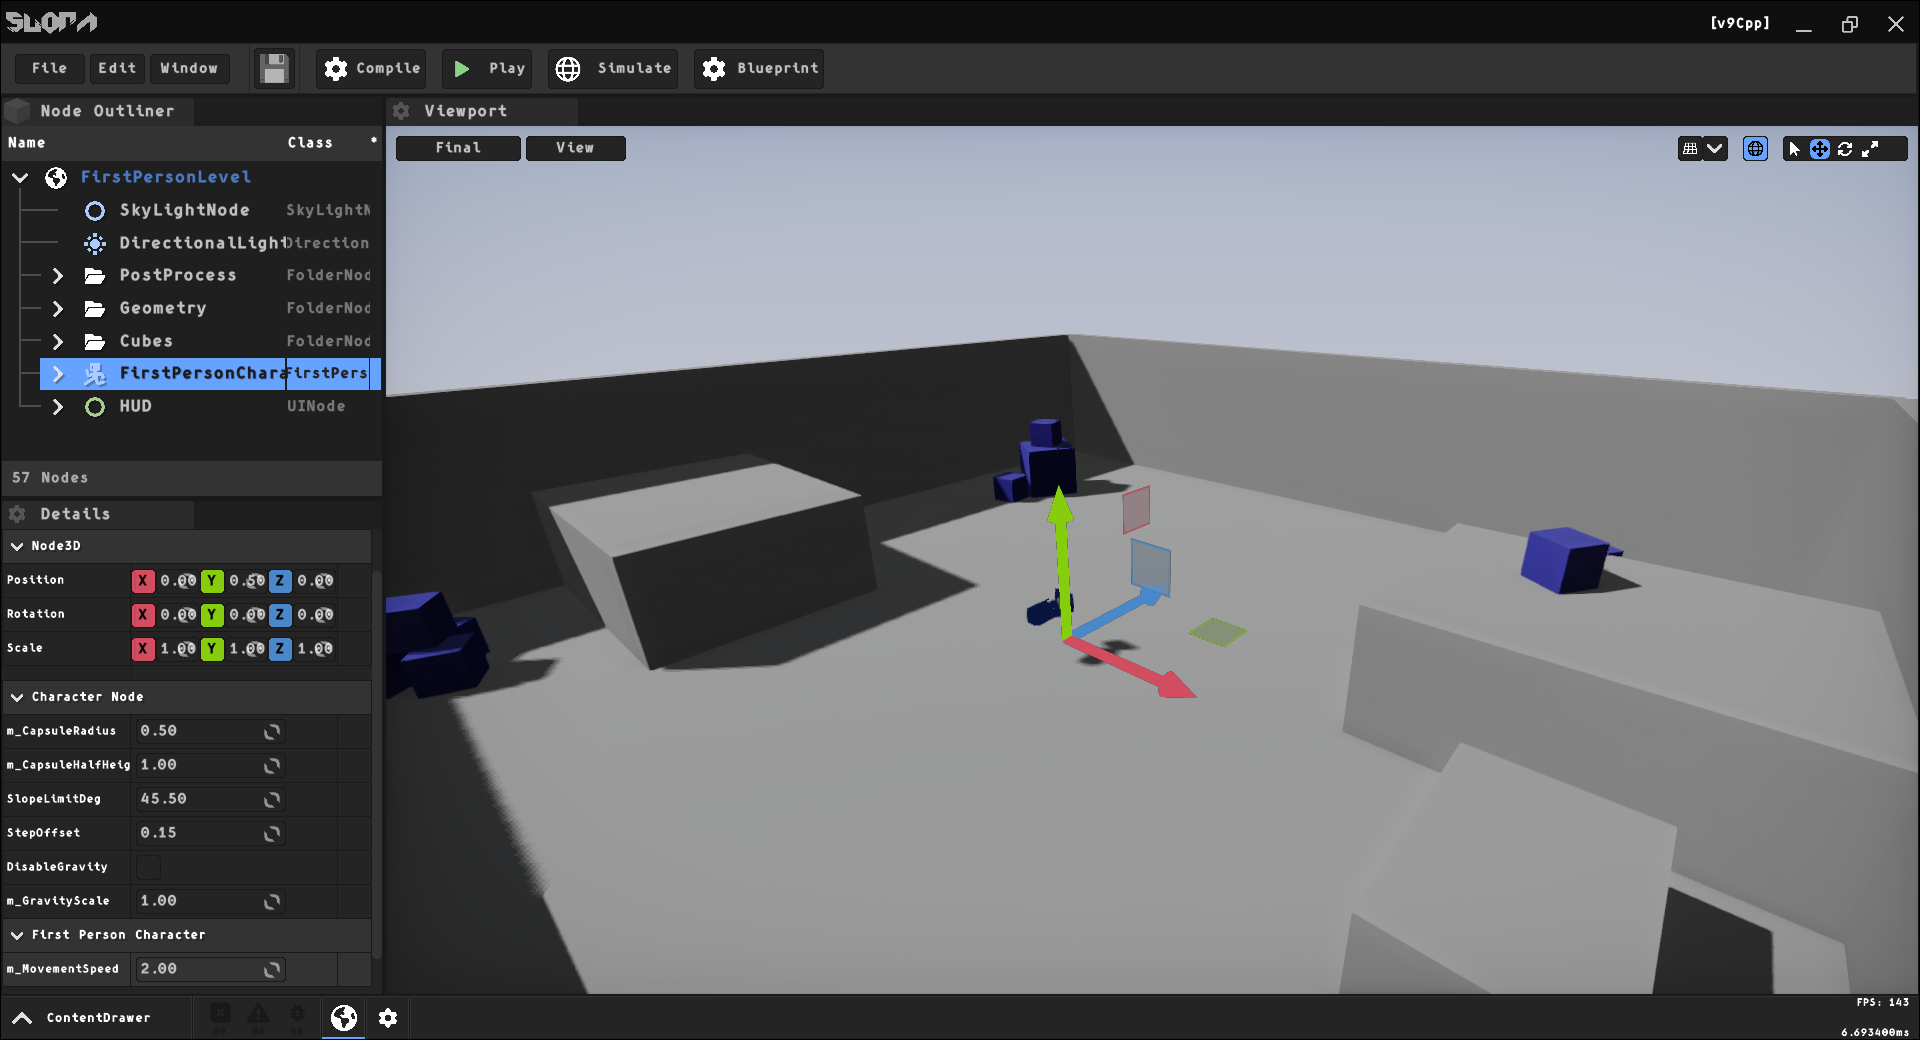 SLOPA
[v9Cpp]
File Edit Window Compile Play Simulate Blueprint
Node Outliner
Name Class *
FirstPersonLevel
SkyLightNode SkyLightN
DirectionalLight Direction
PostProcess FolderNod
Geometry FolderNod
Cubes FolderNod
FirstPersonChara FirstPers
HUD UINode
57 Nodes
Details
Node3D
Position X 0.00 Y 0.50 Z 0.00
Rotation X 0.00 Y 0.00 Z 0.00
Scale X 1.00 Y 1.00 Z 1.00
Character Node
m_CapsuleRadius 0.50
m_CapsuleHalfHeig 1.00
SlopeLimitDeg 45.50
StepOffset 0.15
DisableGravity
m_GravityScale 1.00
First Person Character
m_MovementSpeed 2.00
Viewport
Final View
ContentDrawer
FPS: 143
6.693400ms